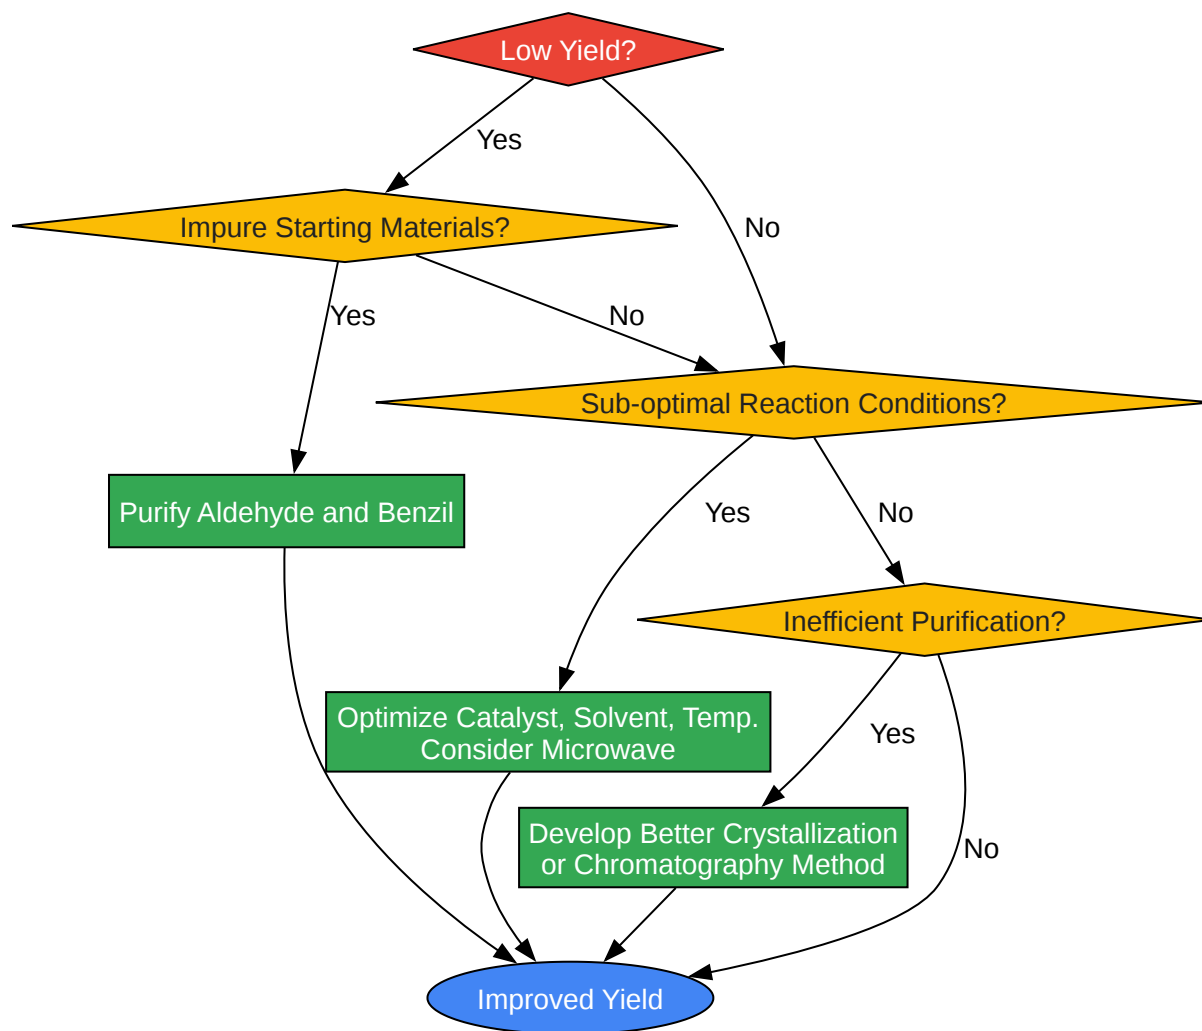 Low Yield?
Yes
Impure Starting Materials?
No
Yes
No
Sub-optimal Reaction Conditions?
Purify Aldehyde and Benzil
Yes
No
Inefficient Purification?
Optimize Catalyst, Solvent, Temp.
Consider Microwave
Yes
Develop Better Crystallization
or Chromatography Method
No
Improved Yield